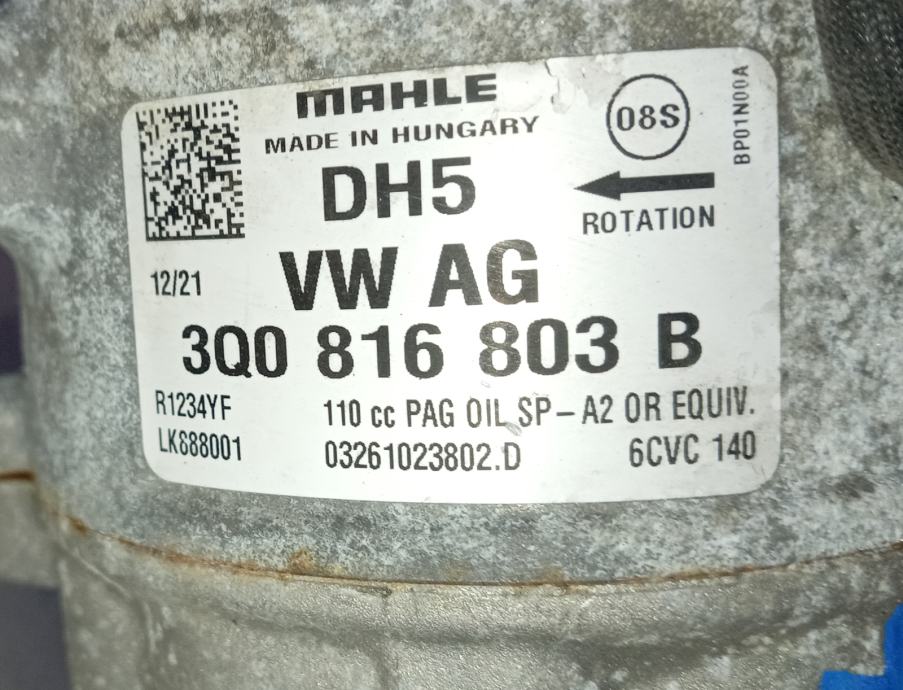 MAHLE
MADE IN HUNGARY
08S
BP01N00A
DH5
ROTATION
12/21
VW AG
3Q0 816 803 B
R1234YF
110 cc PAG OIL SP-A2 OR EQUIV.
LK688001
03261023802.D
6CVC 140